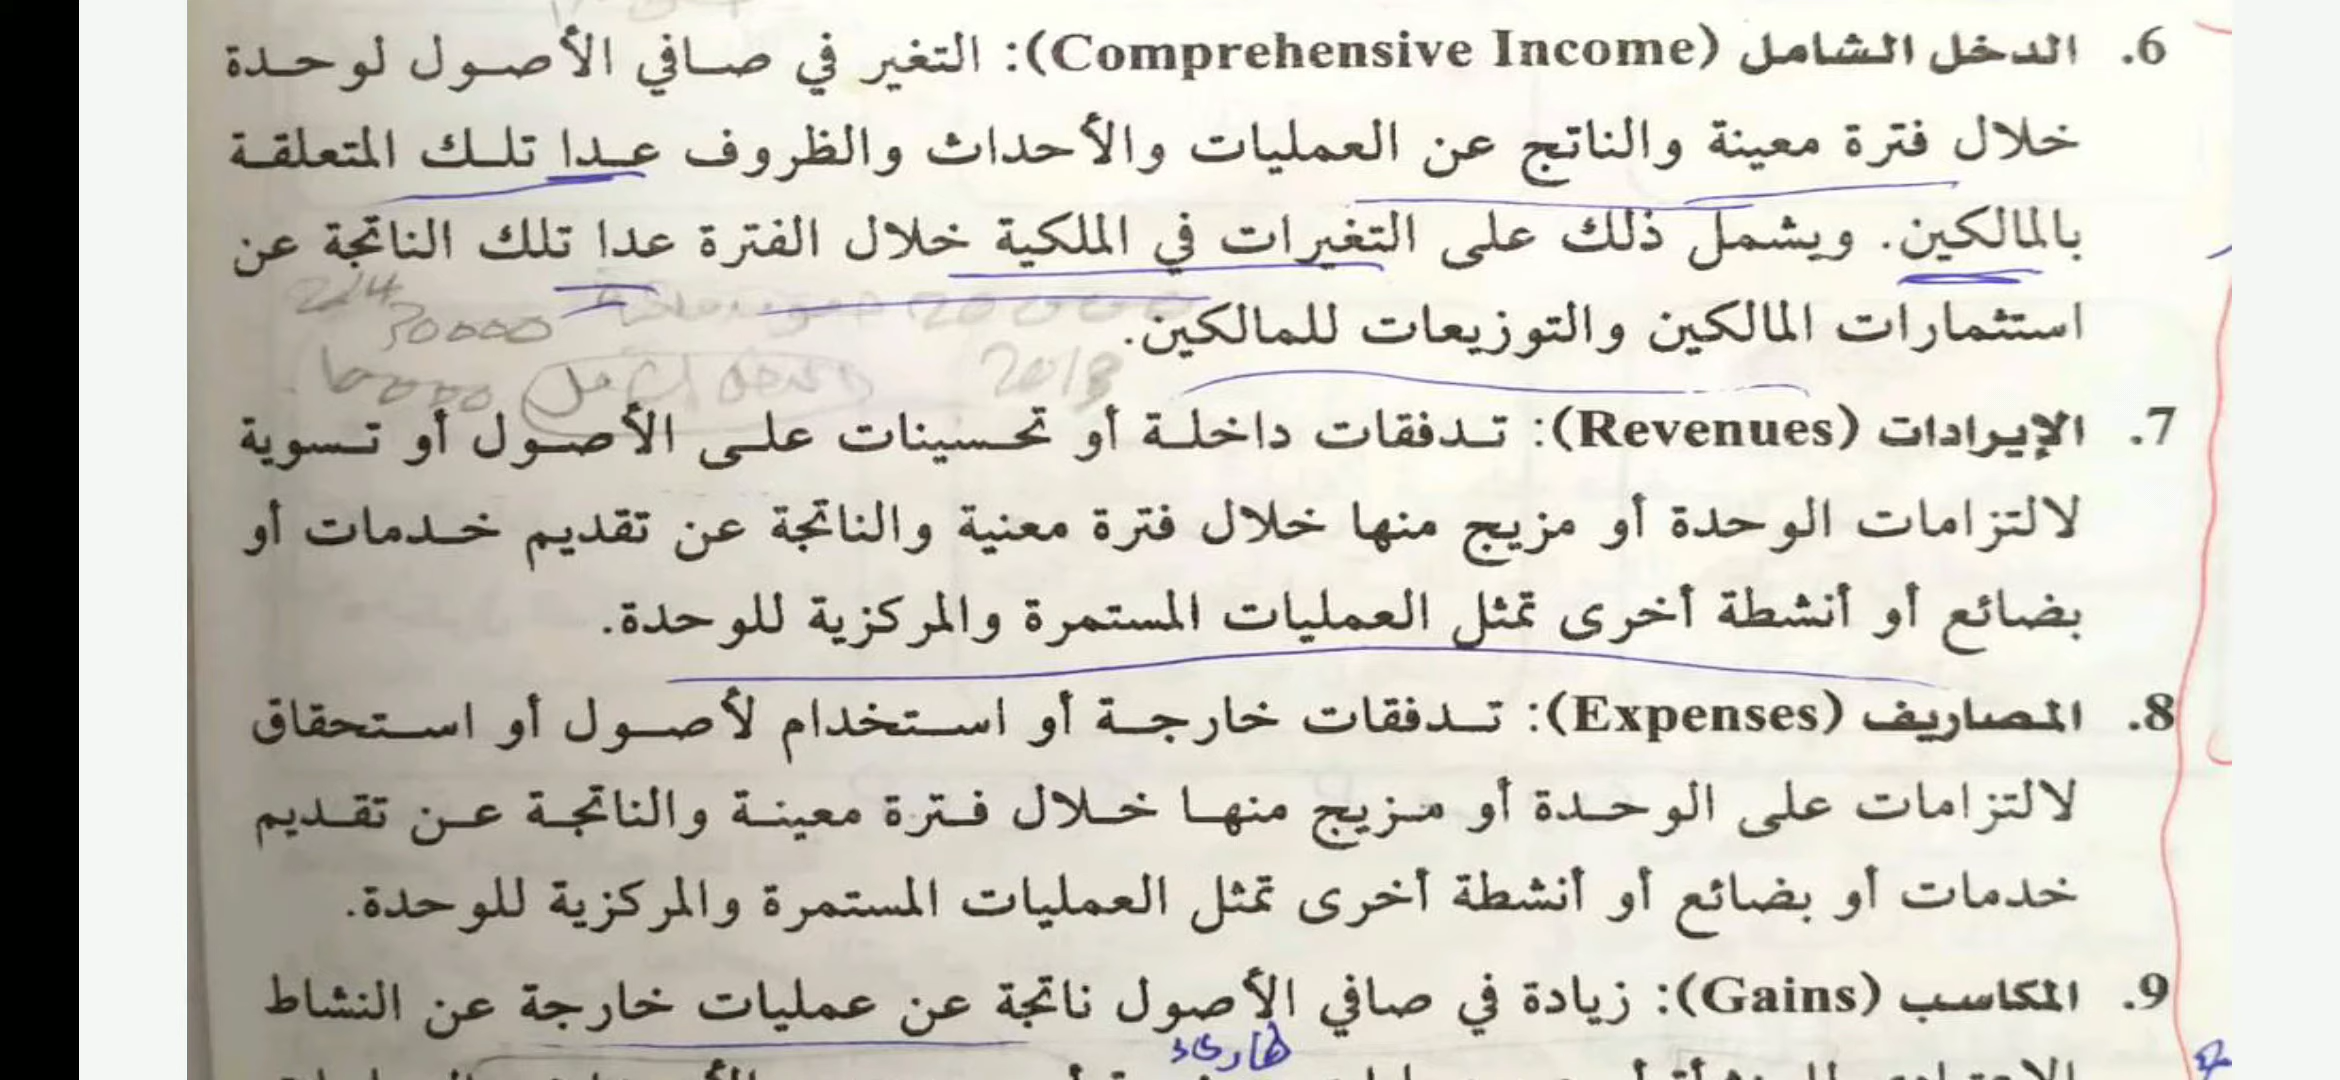 6. الدخل الشامل (Comprehensive Income): التغير في صافي الأصول لوحدة
خلال فترة معينة والناتج عن العمليات والأحداث والظروف عدا تلك المتعلقة
بالمالكين. ويشمل ذلك على التغيرات في الملكية خلال الفترة عدا تلك الناتجة عن
استثمارات المالكين والتوزيعات للمالكين.
30000
2018
7. الإيرادات (Revenues): تدفقات داخلة أو تحسينات على الأصول أو تسوية
لالتزامات الوحدة أو مزيج منها خلال فترة معنية والناتجة عن تقديم خدمات أو
بضائع أو أنشطة أخرى تمثل العمليات المستمرة والمركزية للوحدة.
8. المصاريف (Expenses): تدفقات خارجة أو استخدام لأصول أو استحقاق
لالتزامات على الوحدة أو مزيج منها خلال فترة معينة والناتجة عن تقديم
خدمات أو بضائع أو أنشطة أخرى تمثل العمليات المستمرة والمركزية للوحدة.
9. المكاسب (Gains): زيادة في صافي الأصول ناتجة عن عمليات خارجة عن النشاط